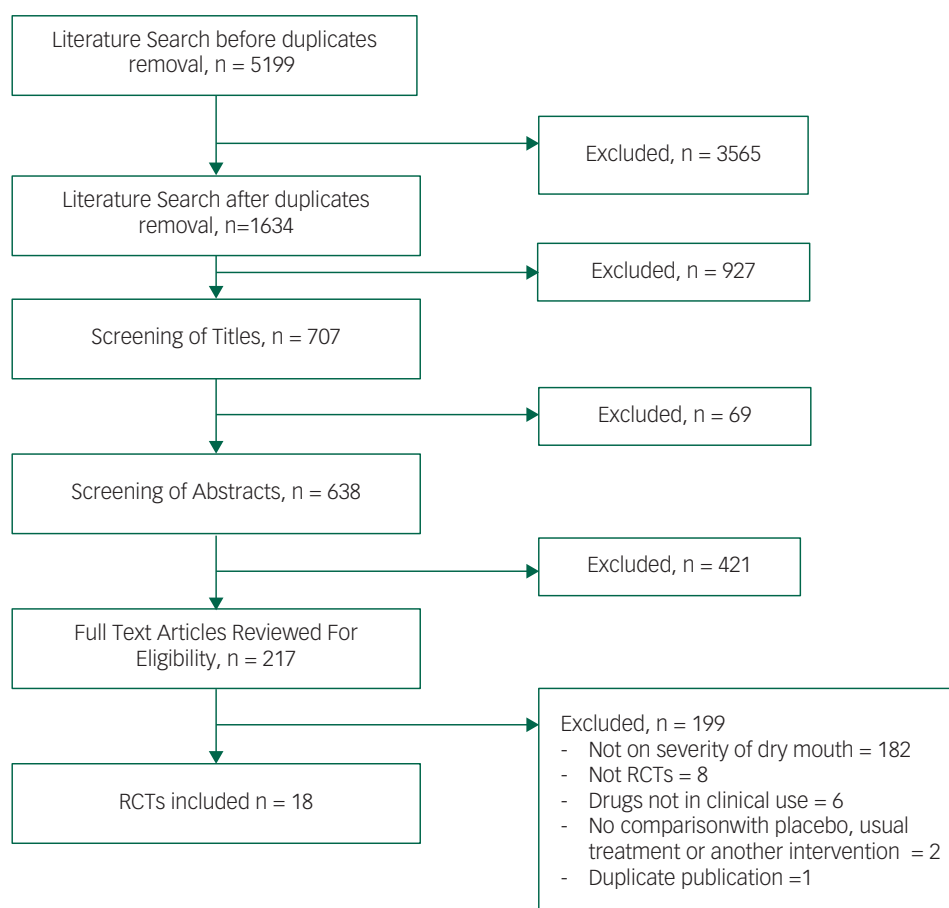 Literature Search before duplicates
removal, n = 5199
Excluded, n = 3565
Literature Search after duplicates
removal, n=1634
Excluded, n = 927
Screening of Titles, n = 707
Excluded, n = 69
Screening of Abstracts, n = 638
Excluded, n = 421
Full Text Articles Reviewed For
Eligibility, n = 217
Excluded, n = 199
- Not on severity of dry mouth = 182
- Not RCTs = 8
- Drugs not in clinical use = 6
- No comparisonwith placebo, usual
treatment or another intervention = 2
- Duplicate publication =1
RCTs included n = 18